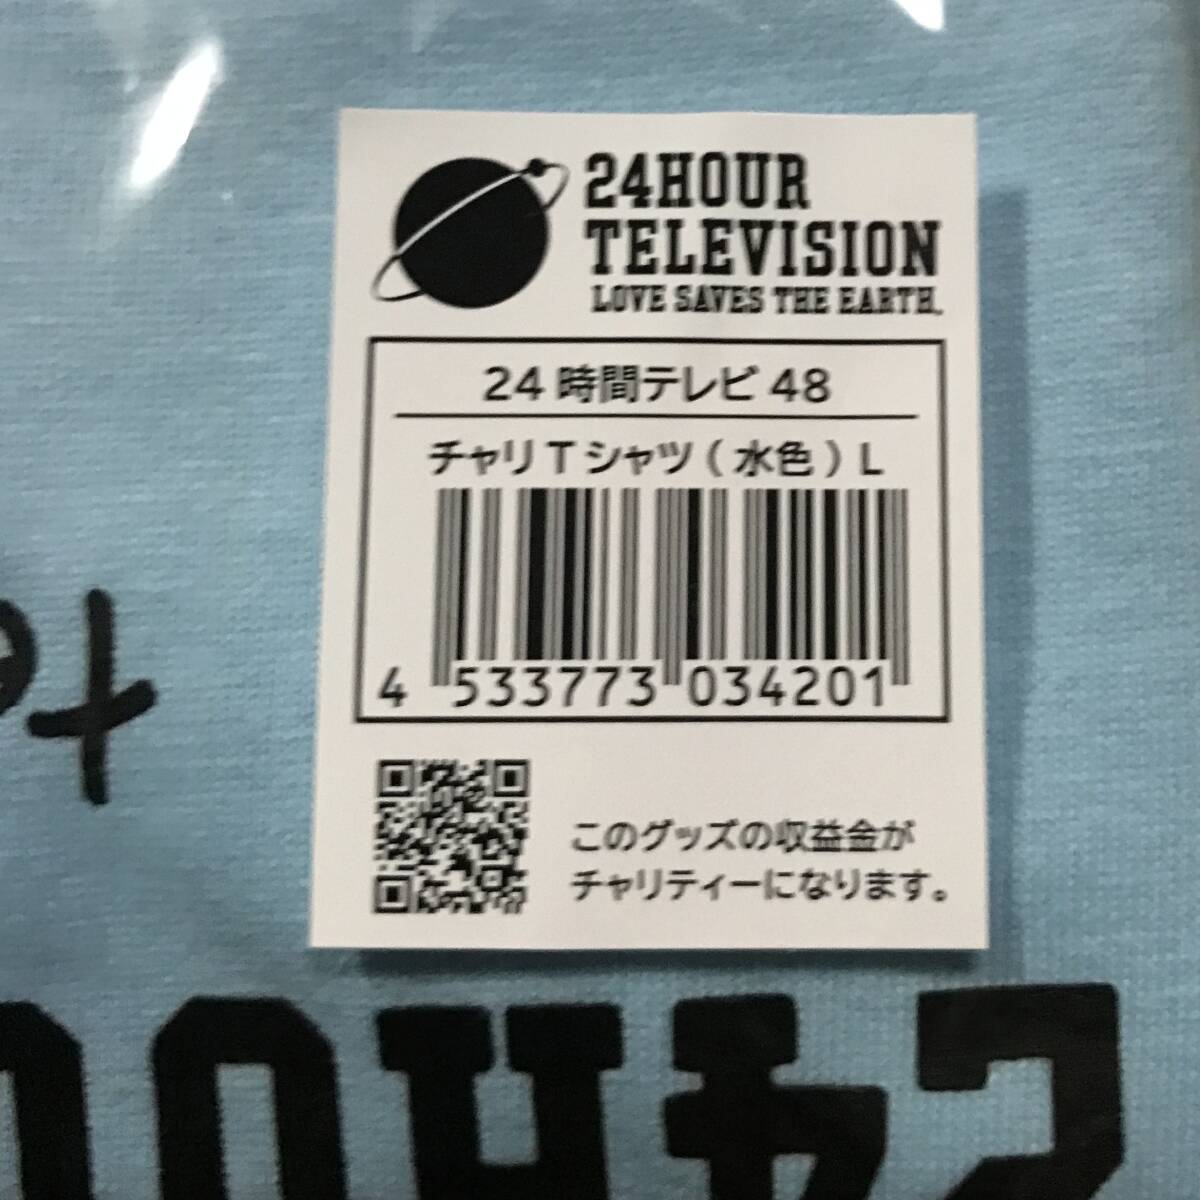 24HOUR
TELEVISION
LOVE SAVES THE EARTH.
24時間テレビ48
チャリTシャツ(水色)L
4 533773 034201
このグッズの収益金が
チャリティーになります。
24HOU